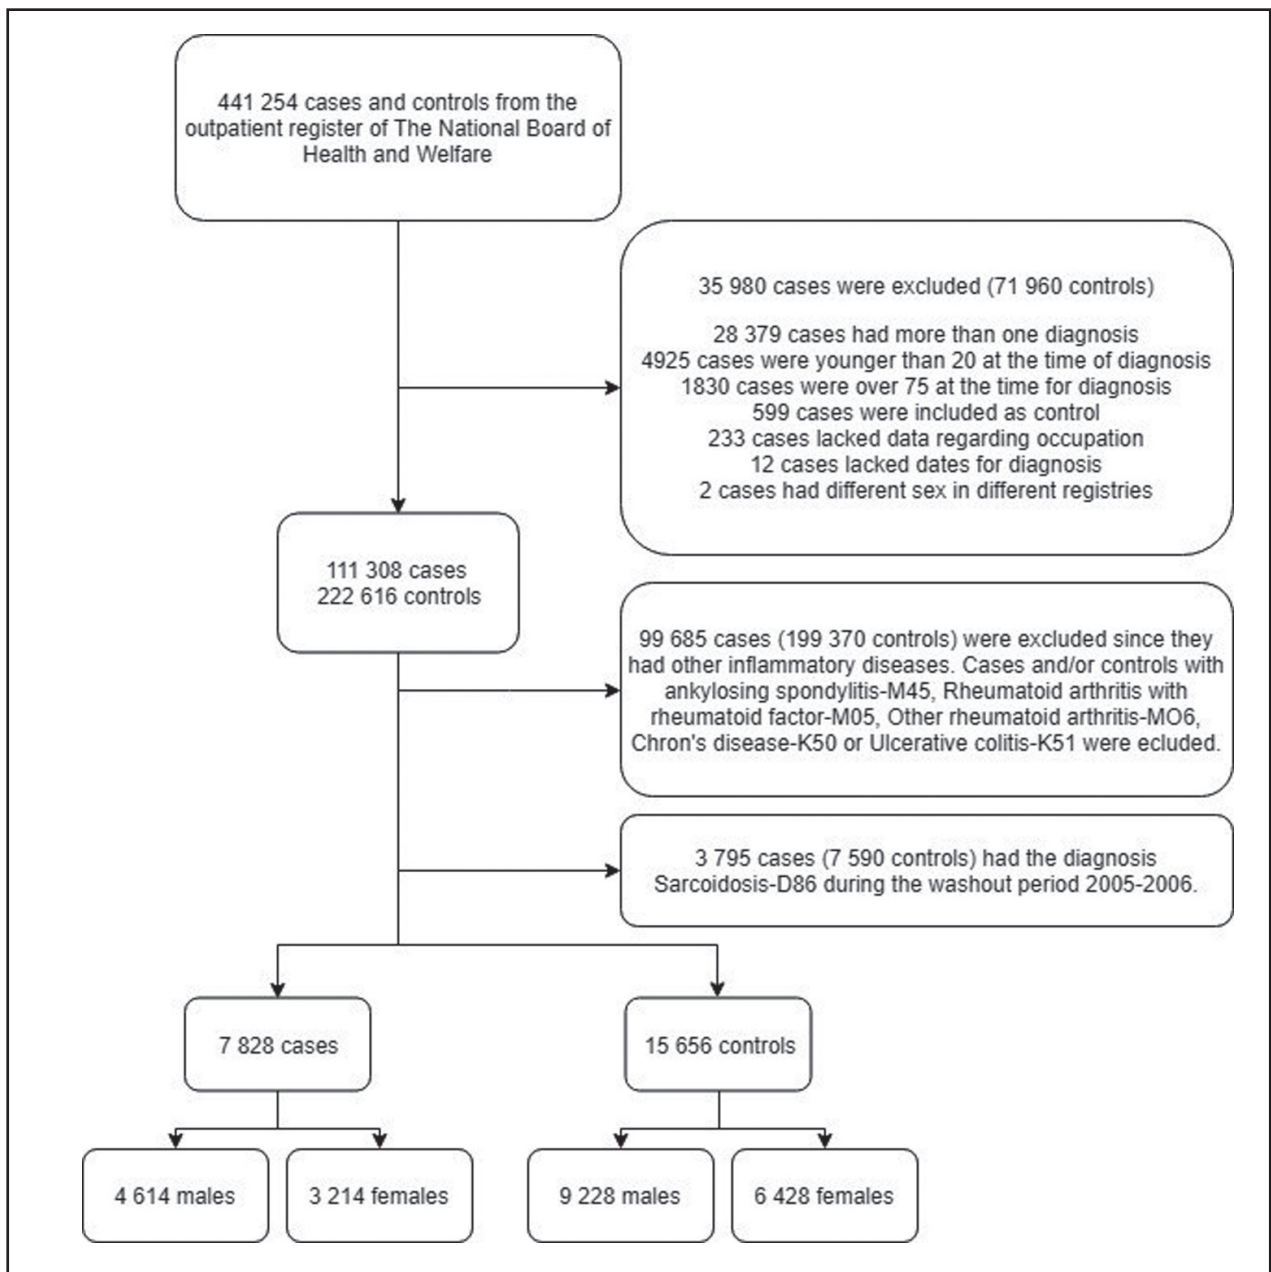 441 254 cases and controls from the
outpatient register of The National Board of
Health and Welfare
35 980 cases were excluded (71 960 controls)
28 379 cases had more than one diagnosis
4925 cases were younger than 20 at the time of diagnosis
1830 cases were over 75 at the time for diagnosis
599 cases were included as control
233 cases lacked data regarding occupation
12 cases lacked dates for diagnosis
2 cases had different sex in different registries
111 308 cases
222 616 controls
99 685 cases (199 370 controls) were excluded since they
had other inflammatory diseases. Cases and/or controls with
ankylosing spondylitis-M45, Rheumatoid arthritis with
rheumatoid factor-M05, Other rheumatoid arthritis-MO6,
Chron's disease-K50 or Ulcerative colitis-K51 were ecluded.
3 795 cases (7 590 controls) had the diagnosis
Sarcoidosis-D86 during the washout period 2005-2006.
7 828 cases
15 656 controls
4 614 males
3 214 females
9 228 males
6 428 females